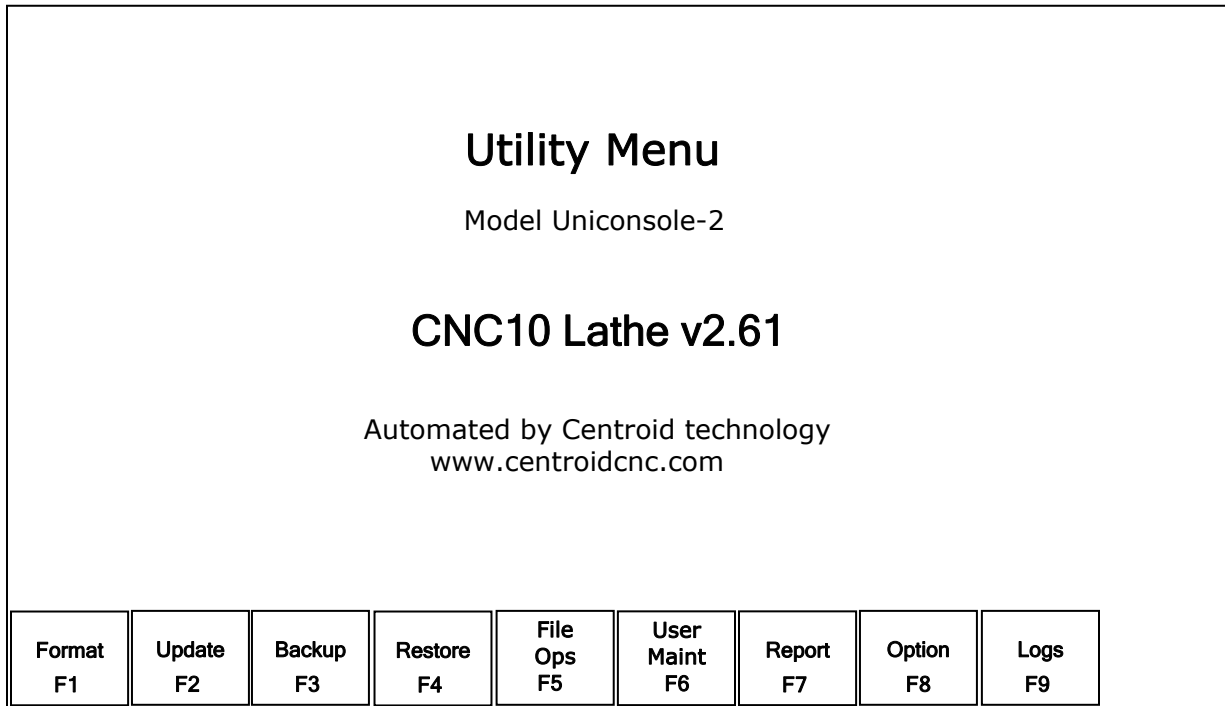 Utility Menu
Model Uniconsole-2
CNC10 Lathe v2.61
Automated by Centroid technology
www.centroidcnc.com
Format
F1
Update
F2
Backup
F3
Restore
F4
File
Ops
F5
User
Maint
F6
Report
F7
Option
F8
Logs
F9